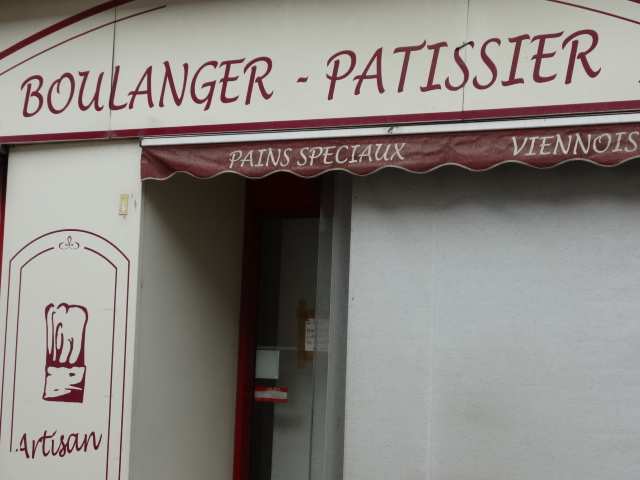 BOULANGER - PATISSIER
PAINS SPECIAUX VIENNOIS
Artisan